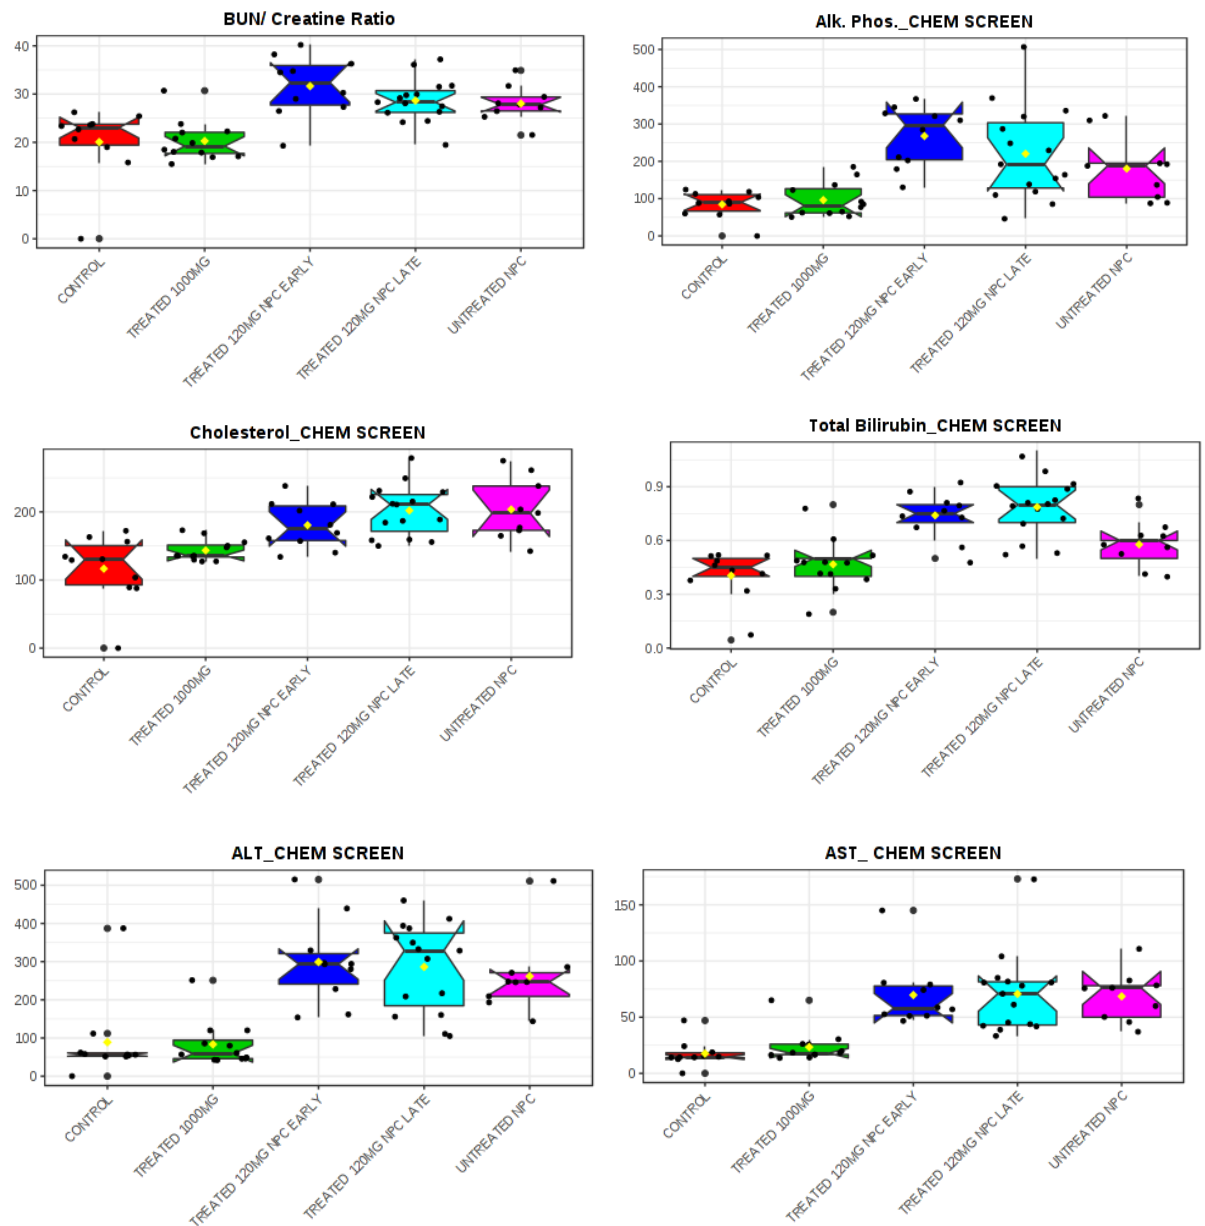 BUN/ Creatine Ratio
40
30
20
10
0
CONTROL
TREATED 1000MG
TREATED 120MG NPC EARLY
TREATED 120MG NPC LATE
UNTREATED NPC
Alk. Phos._CHEM SCREEN
500
400
300
200
100
0
CONTROL
TREATED 1000MG
TREATED 120MG NPC EARLY
TREATED 120MG NPC LATE
UNTREATED NPC
Cholesterol_CHEM SCREEN
200
100
0
CONTROL
TREATED 1000MG
TREATED 120MG NPC EARLY
TREATED 120MG NPC LATE
UNTREATED NPC
Total Bilirubin_CHEM SCREEN
0.9
0.6
0.3
0.0
CONTROL
TREATED 1000MG
TREATED 120MG NPC EARLY
TREATED 120MG NPC LATE
UNTREATED NPC
ALT_CHEM SCREEN
500
400
300
200
100
0
CONTROL
TREATED 1000MG
TREATED 120MG NPC EARLY
TREATED 120MG NPC LATE
UNTREATED NPC
AST_ CHEM SCREEN
150
100
50
0
CONTROL
TREATED 1000MG
TREATED 120MG NPC EARLY
TREATED 120MG NPC LATE
UNTREATED NPC